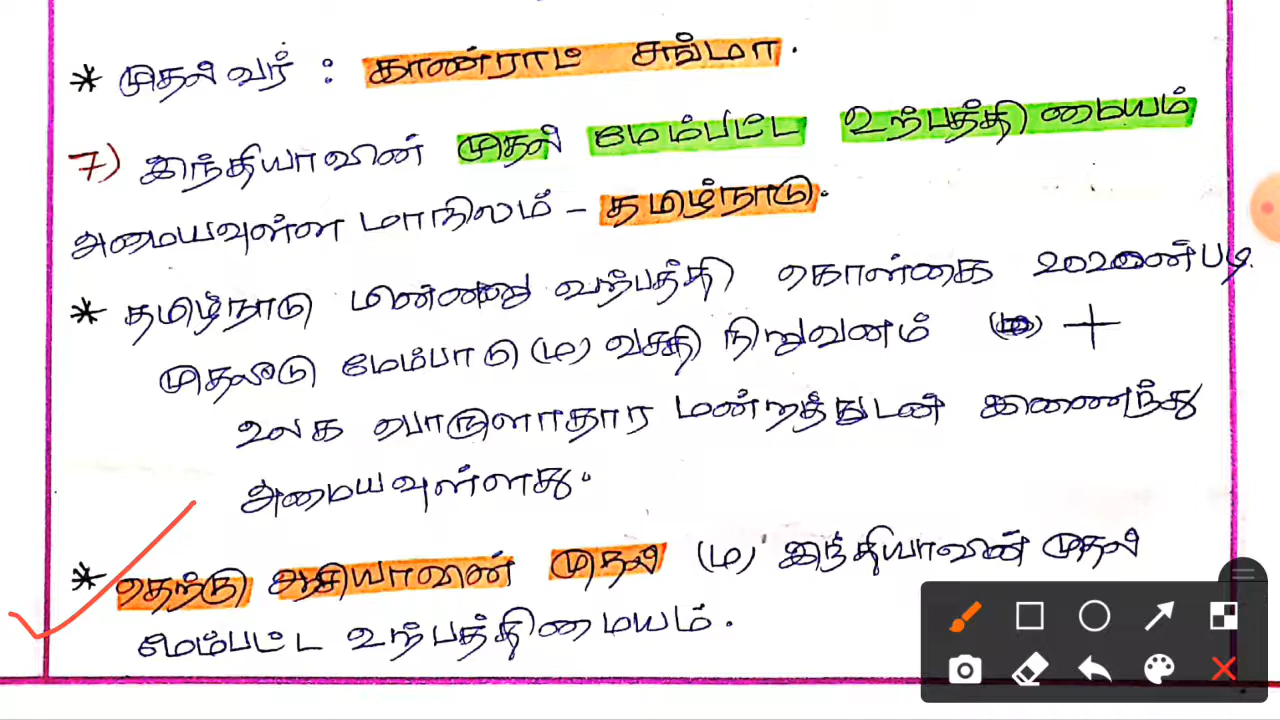 * முதல்வர் : கான்ராட் சங்மா.
7) இந்தியாவின் முதல் மேம்பட்ட உற்பத்தி மையம்
அமையவுள்ள மாநிலம் - தமிழ்நாடு.
* தமிழ்நாடு மின்னணு உற்பத்தி கொள்கை 2020ன்படி
முதலீடு மேம்பாடு (ம) வசதி நிறுவனம் +
உலக பொருளாதார மன்றத்துடன் இணைந்து
அமையவுள்ளது.
* தெற்கு ஆசியாவின் முதல் (ம) இந்தியாவின் முதல்
மேம்பட்ட உற்பத்திமையம்.